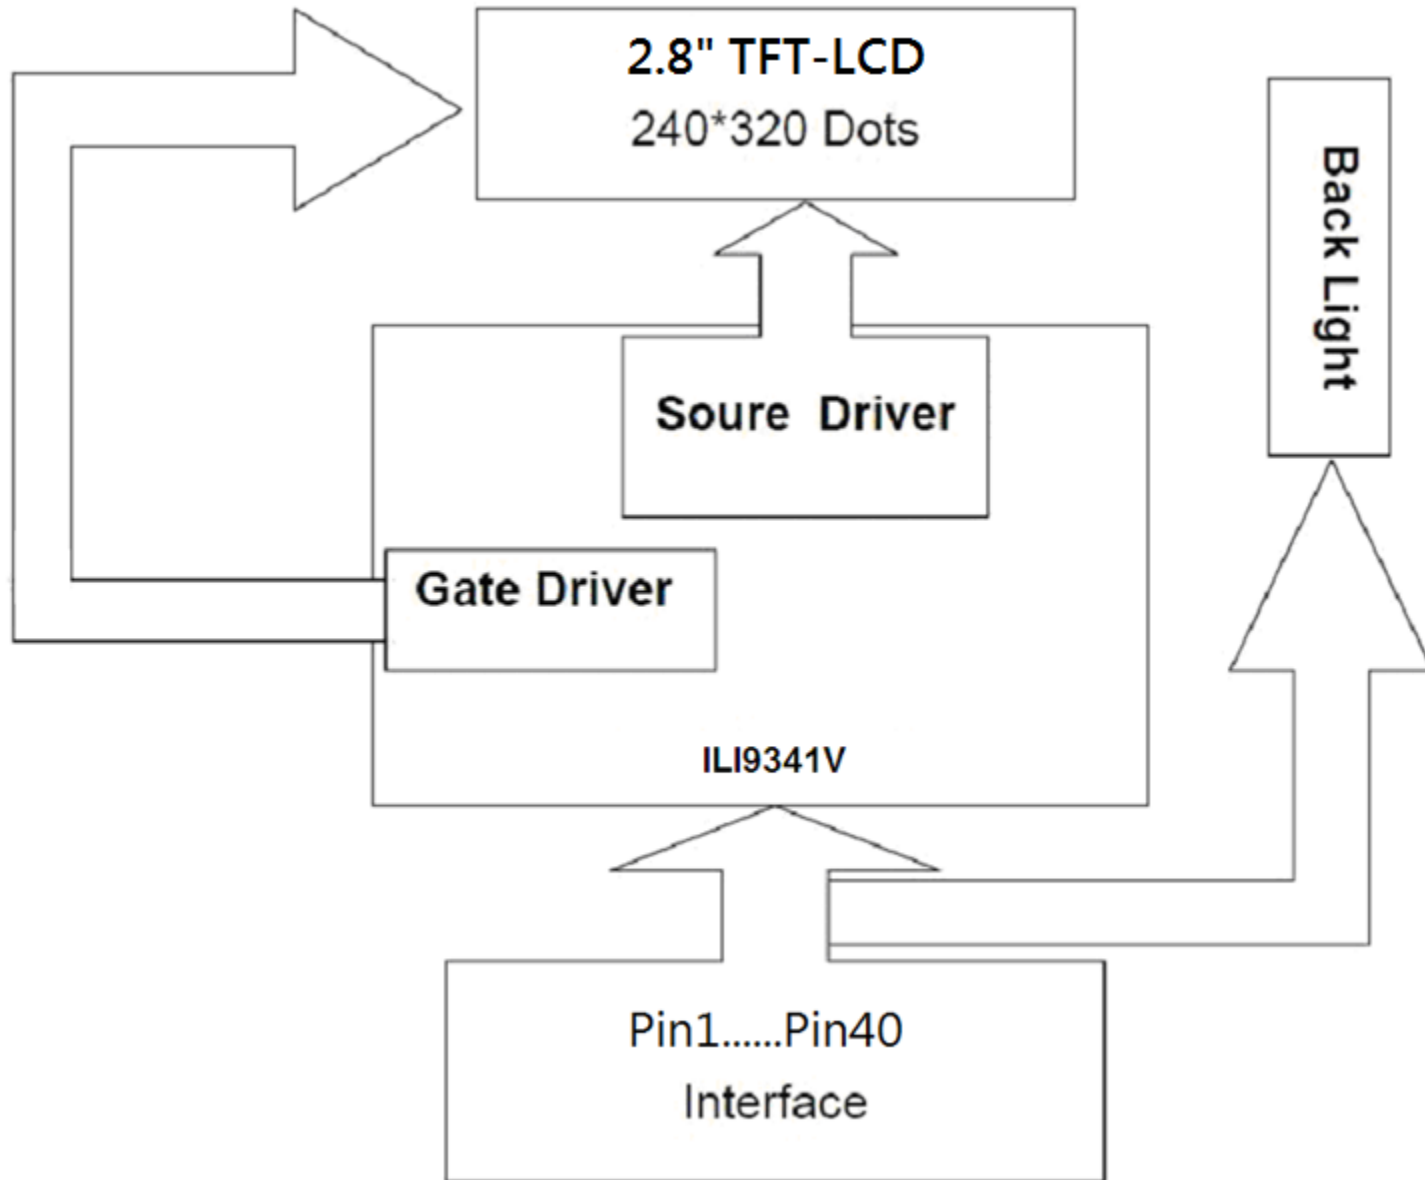 2.8" TFT-LCD
240*320 Dots
Back Light
Soure Driver
Gate Driver
ILI9341V
Pin1......Pin40
Interface